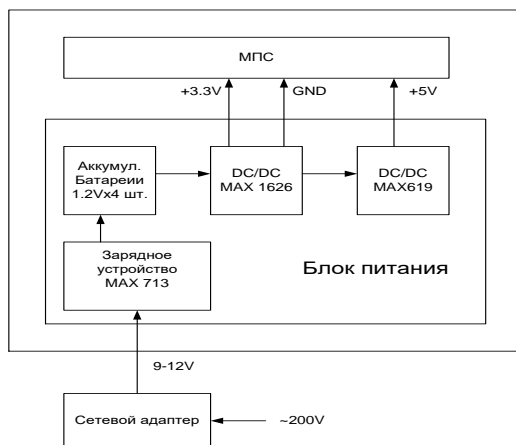 МПС
+3.3V
GND
+5V
Аккумул.
Батареии
1.2Vx4 шт.
DC/DC
MAX 1626
DC/DC
MAX619
Зарядное
устройство
MAX 713
Блок питания
9-12V
Сетевой адаптер
~200V